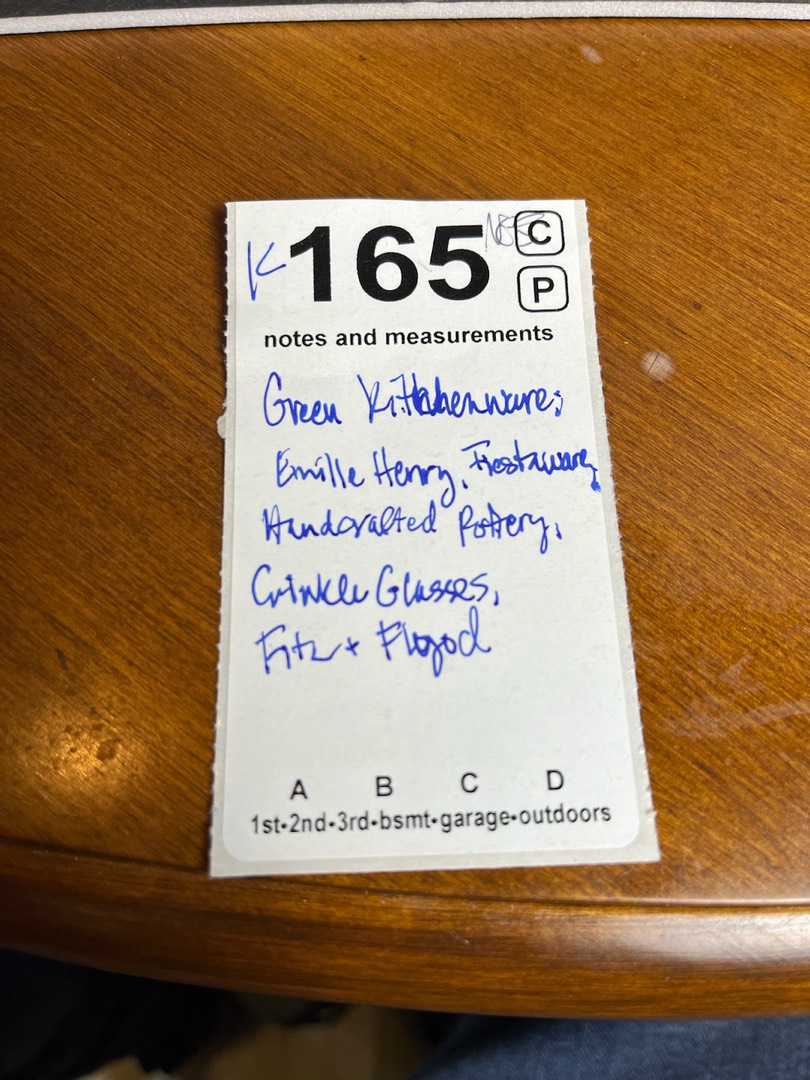 K 165 C
P
notes and measurements
Green Kitchenware;
Emille Henry, Fiestaware,
Handcrafted Pottery,
Crinkle Glasses,
Fitz + Floyd
A B C D
1st•2nd•3rd•bsmt•garage•outdoors